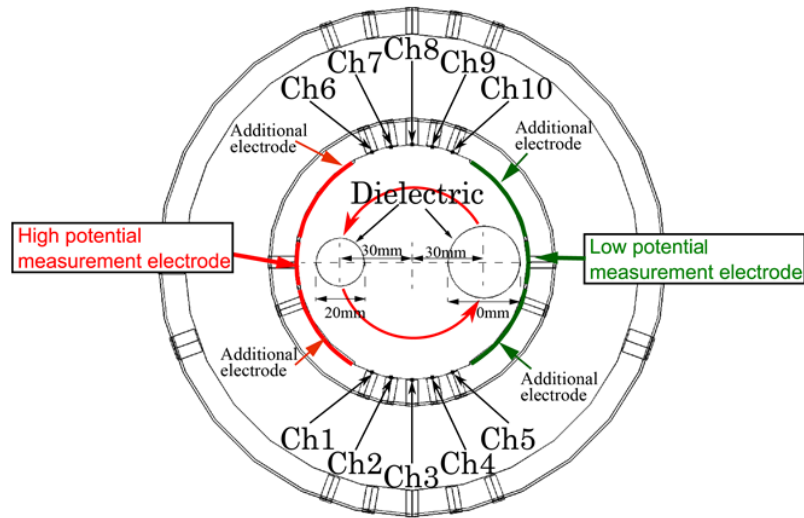 Ch8
Ch7
Ch9
Ch6
Ch10
Additional
electrode
Additional
electrode
Dielectric
High potential
measurement electrode
30mm
30mm
Low potential
measurement electrode
20mm
0mm
Additional
electrode
Additional
electrode
Ch1
Ch5
Ch2
Ch4
Ch3